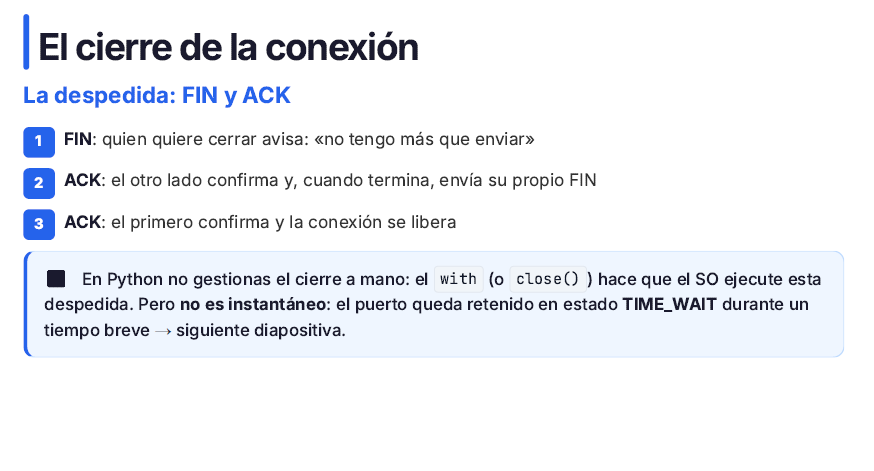 El cierre de la conexión
La despedida: FIN y ACK
1 FIN: quien quiere cerrar avisa: «no tengo más que enviar»
2 ACK: el otro lado confirma y, cuando termina, envía su propio FIN
3 ACK: el primero confirma y la conexión se libera
En Python no gestionas el cierre a mano: el with (o close()) hace que el SO ejecute esta
despedida. Pero no es instantáneo: el puerto queda retenido en estado TIME_WAIT durante un
tiempo breve → siguiente diapositiva.